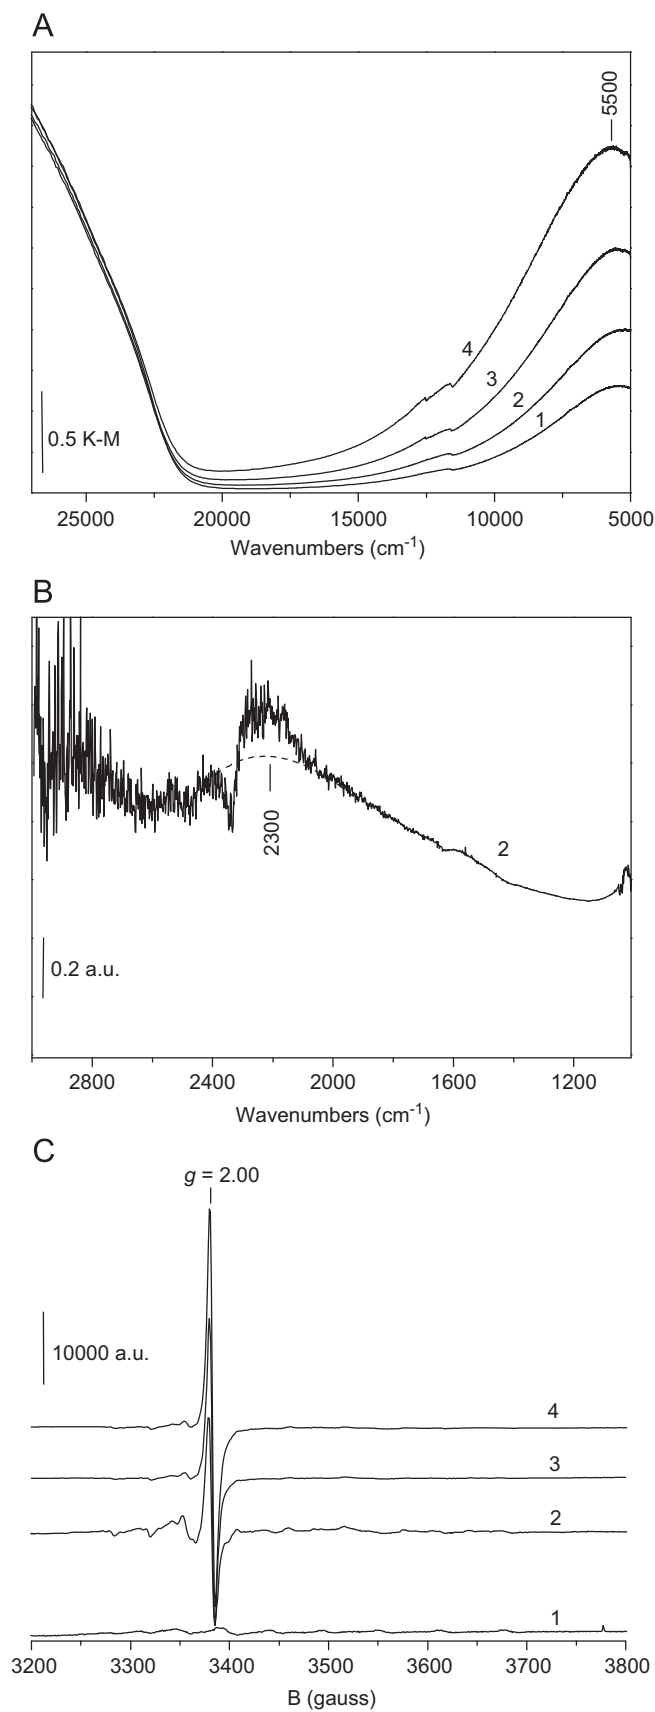 A
5500
4
3
2
1
0.5 K-M
25000 20000 15000 10000 5000
Wavenumbers (cm⁻¹)
B
2300
2
0.2 a.u.
2800 2400 2000 1600 1200
Wavenumbers (cm⁻¹)
C
g = 2.00
10000 a.u.
4
3
2
1
3200 3300 3400 3500 3600 3700 3800
B (gauss)